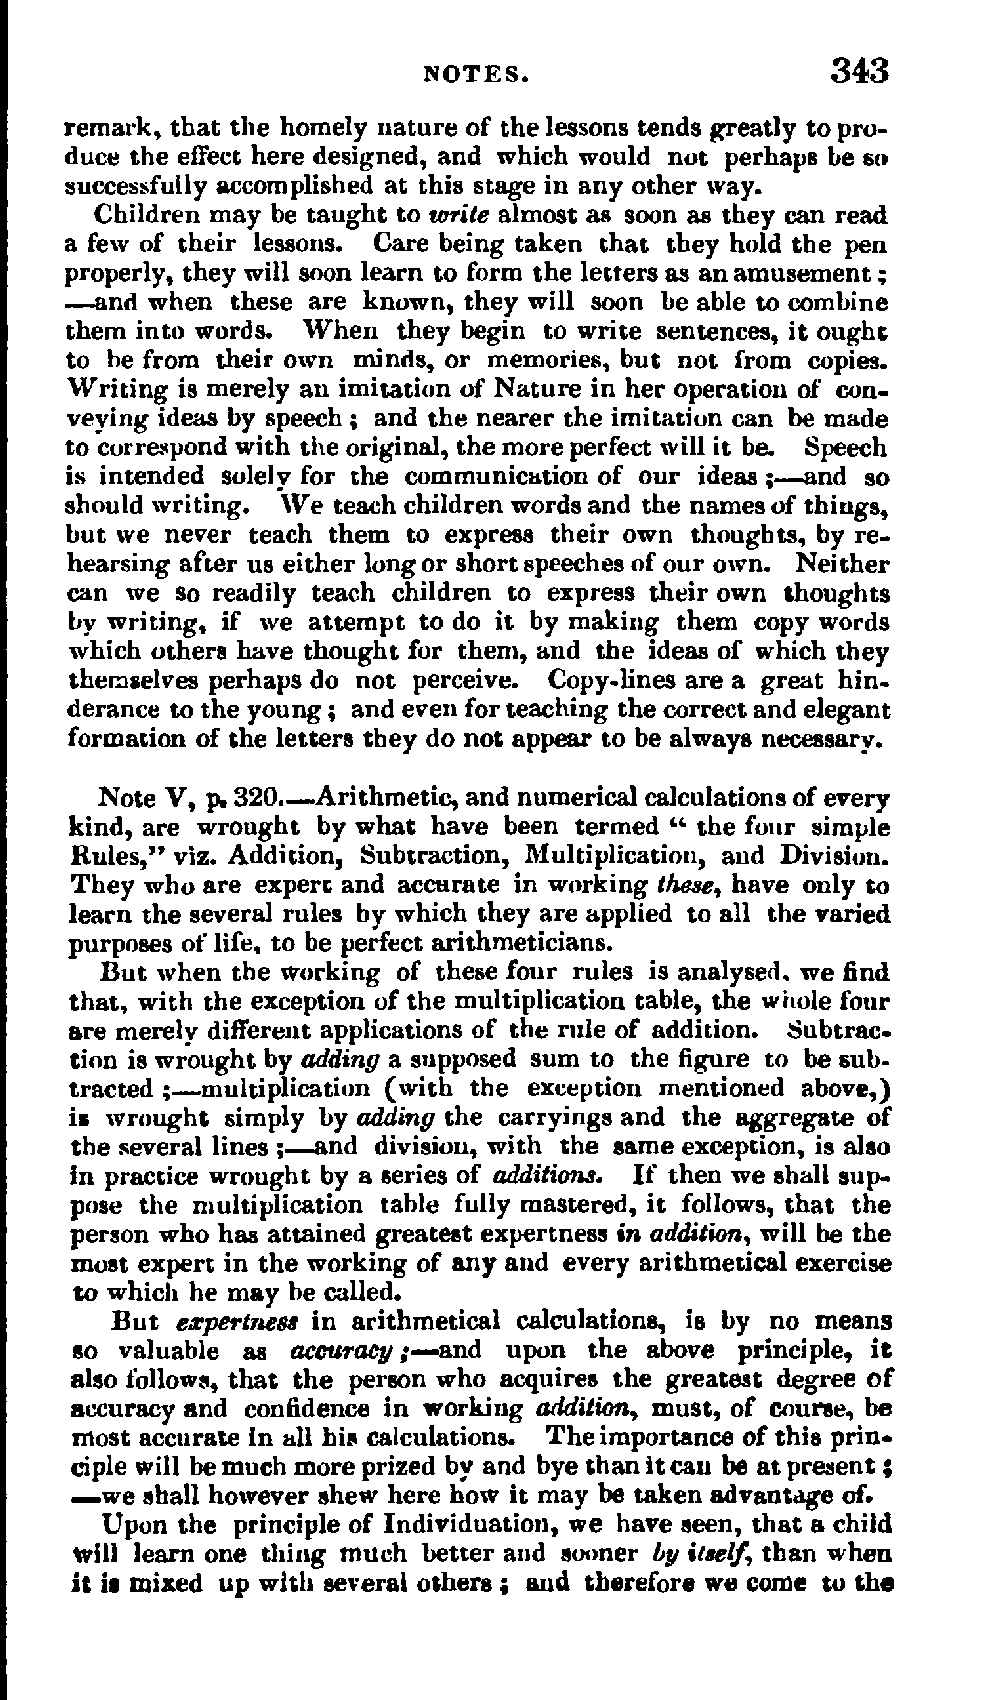 NOTES. 343
remark, that the homely nature of the lessons tends greatly to pro-
duce the effect here designed, and which would not perhaps be so
successfully accomplished at this stage in any other way.
Children may be taught to write almost as soon as they can read
a few of their lessons. Care being taken that they hold the pen
properly, they will soon learn to form the letters as an amusement ;
—and when these are known, they will soon be able to combine
them into words. When they begin to write sentences, it ought
to be from their own minds, or memories, but not from copies.
Writing is merely an imitation of Nature in her operation of con-
veying ideas by speech ; and the nearer the imitation can be made
to correspond with the original, the more perfect will it be. Speech
is intended solely for the communication of our ideas ;—and so
should writing. We teach children words and the names of things,
but we never teach them to express their own thoughts, by re-
hearsing after us either long or short speeches of our own. Neither
can we so readily teach children to express their own thoughts
by writing, if we attempt to do it by making them copy words
which others have thought for them, and the ideas of which they
themselves perhaps do not perceive. Copy-lines are a great hin-
derance to the young ; and even for teaching the correct and elegant
formation of the letters they do not appear to be always necessary.
Note V, p. 320.—Arithmetic, and numerical calculations of every
kind, are wrought by what have been termed “ the four simple
Rules,” viz. Addition, Subtraction, Multiplication, and Division.
They who are expert and accurate in working these, have only to
learn the several rules by which they are applied to all the varied
purposes of life, to be perfect arithmeticians.
But when the working of these four rules is analysed, we find
that, with the exception of the multiplication table, the whole four
are merely different applications of the rule of addition. Subtrac-
tion is wrought by adding a supposed sum to the figure to be sub-
tracted ;—multiplication (with the exception mentioned above,)
is wrought simply by adding the carryings and the aggregate of
the several lines ;—and division, with the same exception, is also
in practice wrought by a series of additions. If then we shall sup-
pose the multiplication table fully mastered, it follows, that the
person who has attained greatest expertness in addition, will be the
most expert in the working of any and every arithmetical exercise
to which he may be called.
But expertness in arithmetical calculations, is by no means
so valuable as accuracy ;—and upon the above principle, it
also follows, that the person who acquires the greatest degree of
accuracy and confidence in working addition, must, of course, be
most accurate in all his calculations. The importance of this prin-
ciple will be much more prized by and bye than it can be at present ;
—we shall however shew here how it may be taken advantage of.
Upon the principle of Individuation, we have seen, that a child
will learn one thing much better and sooner by itself, than when
it is mixed up with several others ; and therefore we come to the